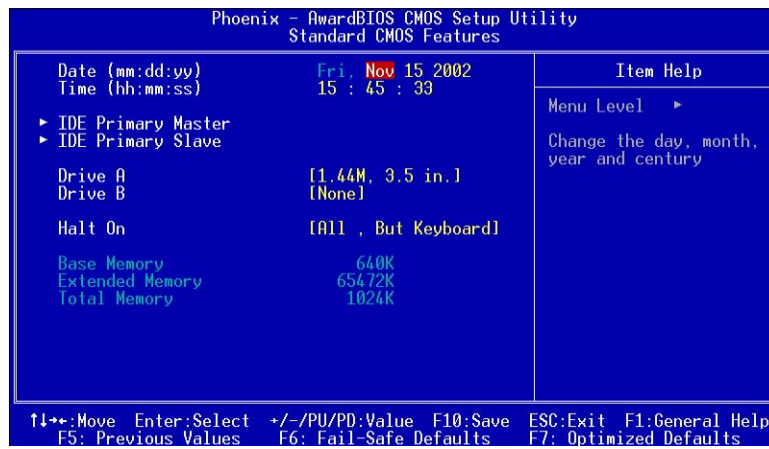 Phoenix - AwardBIOS CMOS Setup Utility
Standard CMOS Features
Date (mm:dd:yy) Fri, Nov 15 2002
Time (hh:mm:ss) 15 : 45 : 33
► IDE Primary Master
► IDE Primary Slave
Drive A [1.44M, 3.5 in.]
Drive B [None]
Halt On [All , But Keyboard]
Base Memory 640K
Extended Memory 65472K
Total Memory 1024K
Item Help
Menu Level ►
Change the day, month,
year and century
↑↓→←:Move Enter:Select +/-/PU/PD:Value F10:Save ESC:Exit F1:General Help
F5: Previous Values F6: Fail-Safe Defaults F7: Optimized Defaults